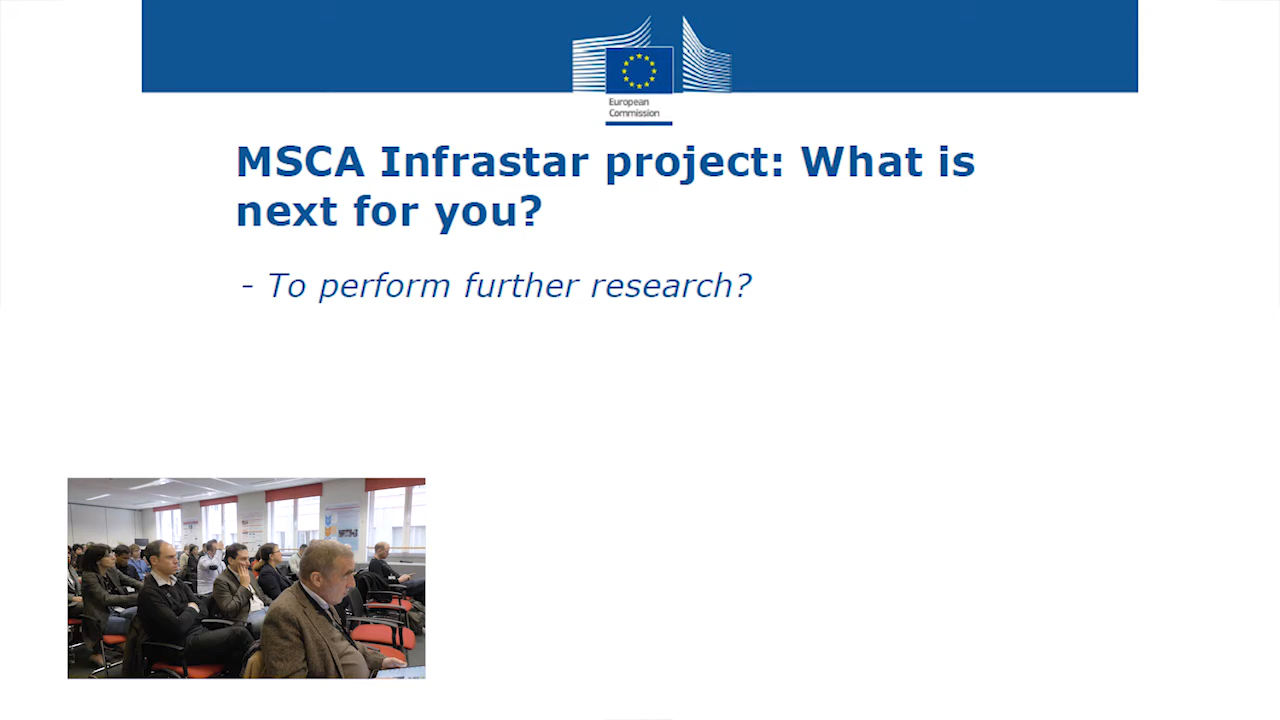 European
Commission
MSCA Infrastar project: What is
next for you?
- To perform further research?